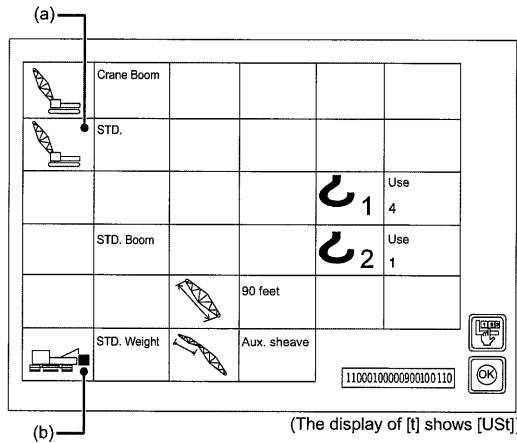 (a)
Crane Boom
STD.
1
Use
4
STD. Boom
2
Use
1
90 feet
STD. Weight
Aux. sheave
11000100000900100110
OK
(b)
(The display of [t] shows [USt])